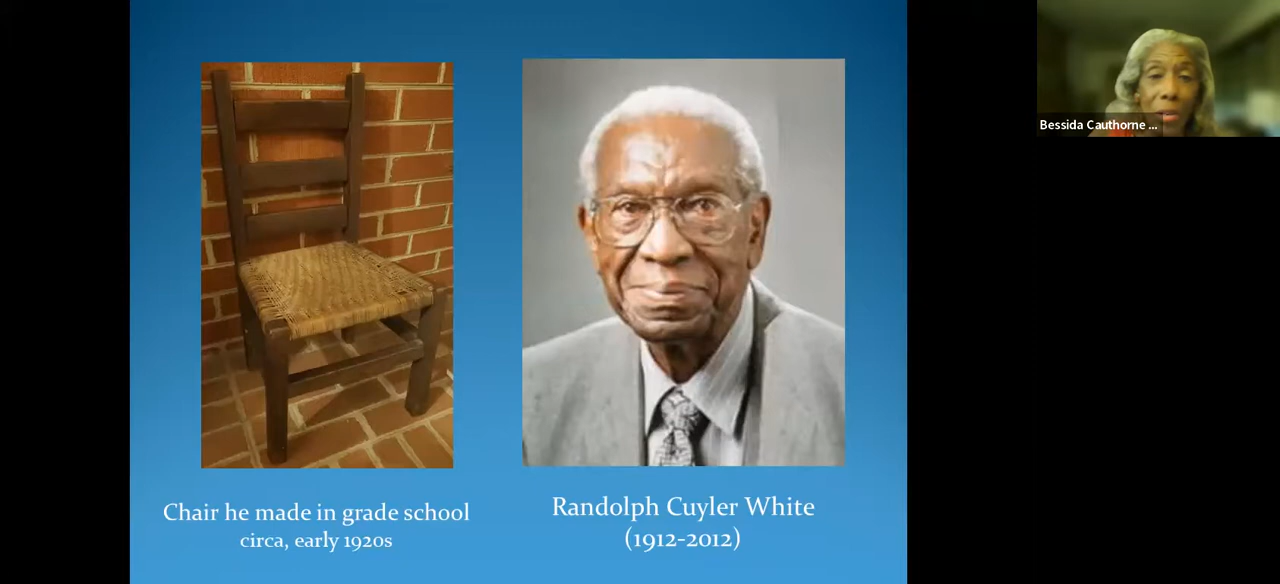 Bessida Cauthorne ...
Chair he made in grade school
circa, early 1920s
Randolph Cuyler White
(1912-2012)